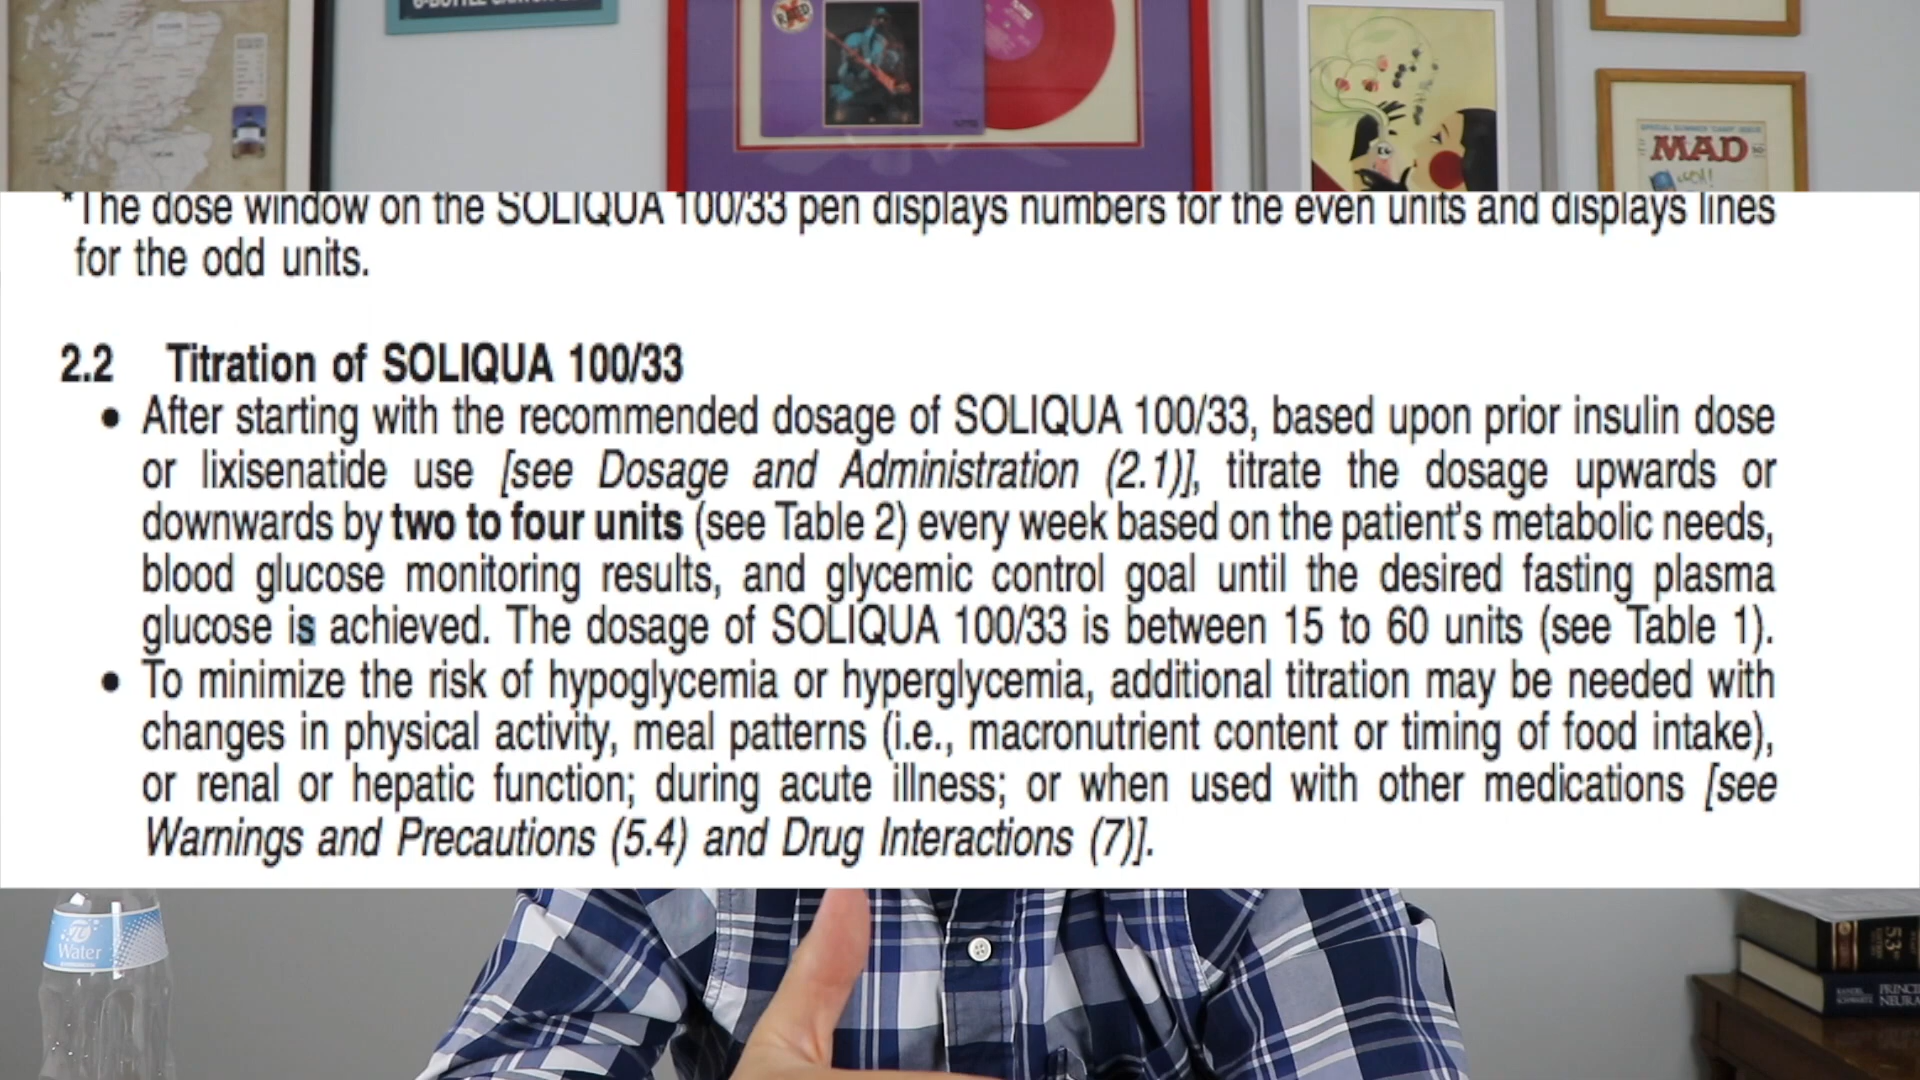 MAD
*The dose window on the SOLIQUA 100/33 pen displays numbers for the even units and displays lines
for the odd units.
2.2 Titration of SOLIQUA 100/33
• After starting with the recommended dosage of SOLIQUA 100/33, based upon prior insulin dose
or lixisenatide use [see Dosage and Administration (2.1)], titrate the dosage upwards or
downwards by two to four units (see Table 2) every week based on the patient's metabolic needs,
blood glucose monitoring results, and glycemic control goal until the desired fasting plasma
glucose is achieved. The dosage of SOLIQUA 100/33 is between 15 to 60 units (see Table 1).
• To minimize the risk of hypoglycemia or hyperglycemia, additional titration may be needed with
changes in physical activity, meal patterns (i.e., macronutrient content or timing of food intake),
or renal or hepatic function; during acute illness; or when used with other medications [see
Warnings and Precautions (5.4) and Drug Interactions (7)].
Water
53